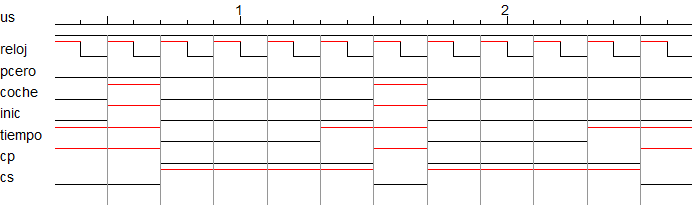 us 1 2
reloj
pcero
coche
inic
tiempo
cp
cs